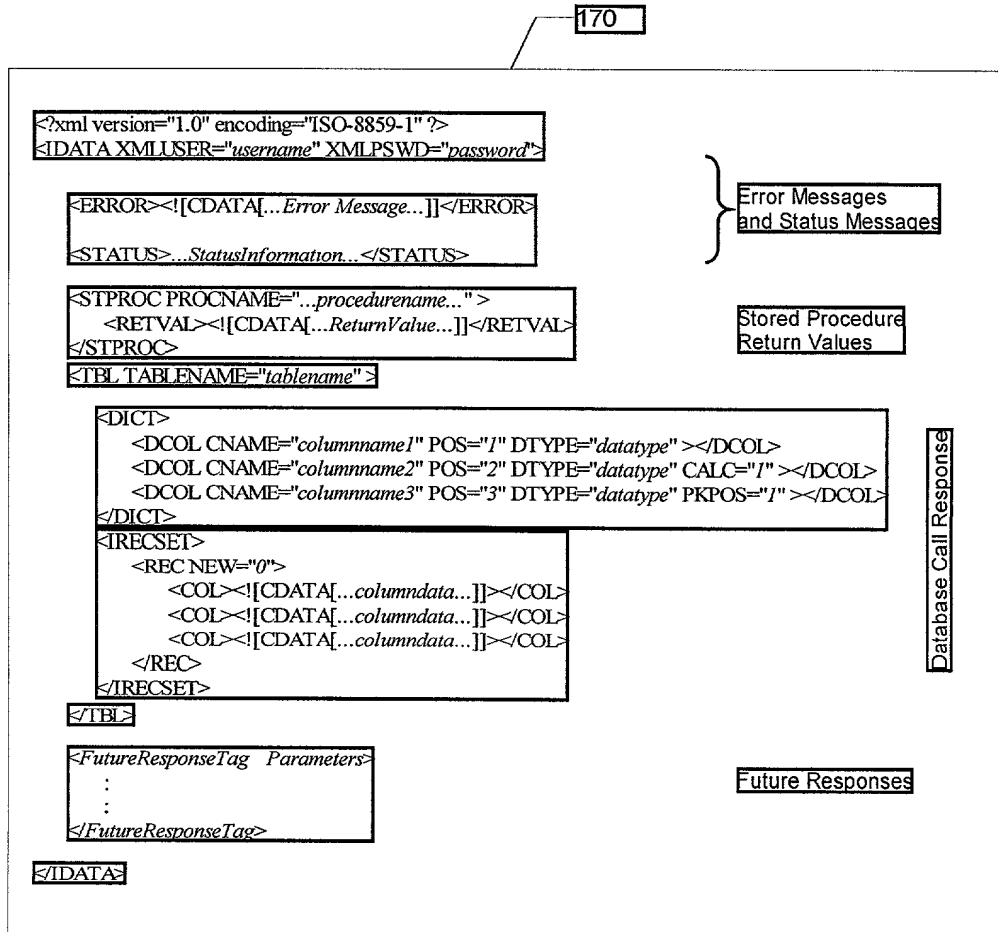 170
<?xml version="1.0" encoding="ISO-8859-1" ?>
<IDATA XMLUSER="username" XMLPSWD="password">
<ERROR><![CDATA[...Error Message...]]</ERROR>
Error Messages
and Status Messages
<STATUS>...StatusInformation...</STATUS>
<STPROC PROCNAME="...procedurename..." >
<RETVAL><![CDATA[...ReturnValue...]]</RETVAL>
</STPROC>
Stored Procedure
Return Values
<TBL TABLENAME="tablename" >
<DICT>
<DCOL CNAME="columnname1" POS="1" DTYPE="datatype" ></DCOL>
<DCOL CNAME="columnname2" POS="2" DTYPE="datatype" CALC="1" ></DCOL>
<DCOL CNAME="columnname3" POS="3" DTYPE="datatype" PKPOS="1" ></DCOL>
</DICT>
<IRECSET>
<REC NEW="0">
<COL><![CDATA[...columndata...]]></COL>
<COL><![CDATA[...columndata...]]></COL>
<COL><![CDATA[...columndata...]]></COL>
</REC>
</IRECSET>
Database Call Response
</TBL>
<FutureResponseTag Parameters>
:
:
</FutureResponseTag>
Future Responses
</IDATA>